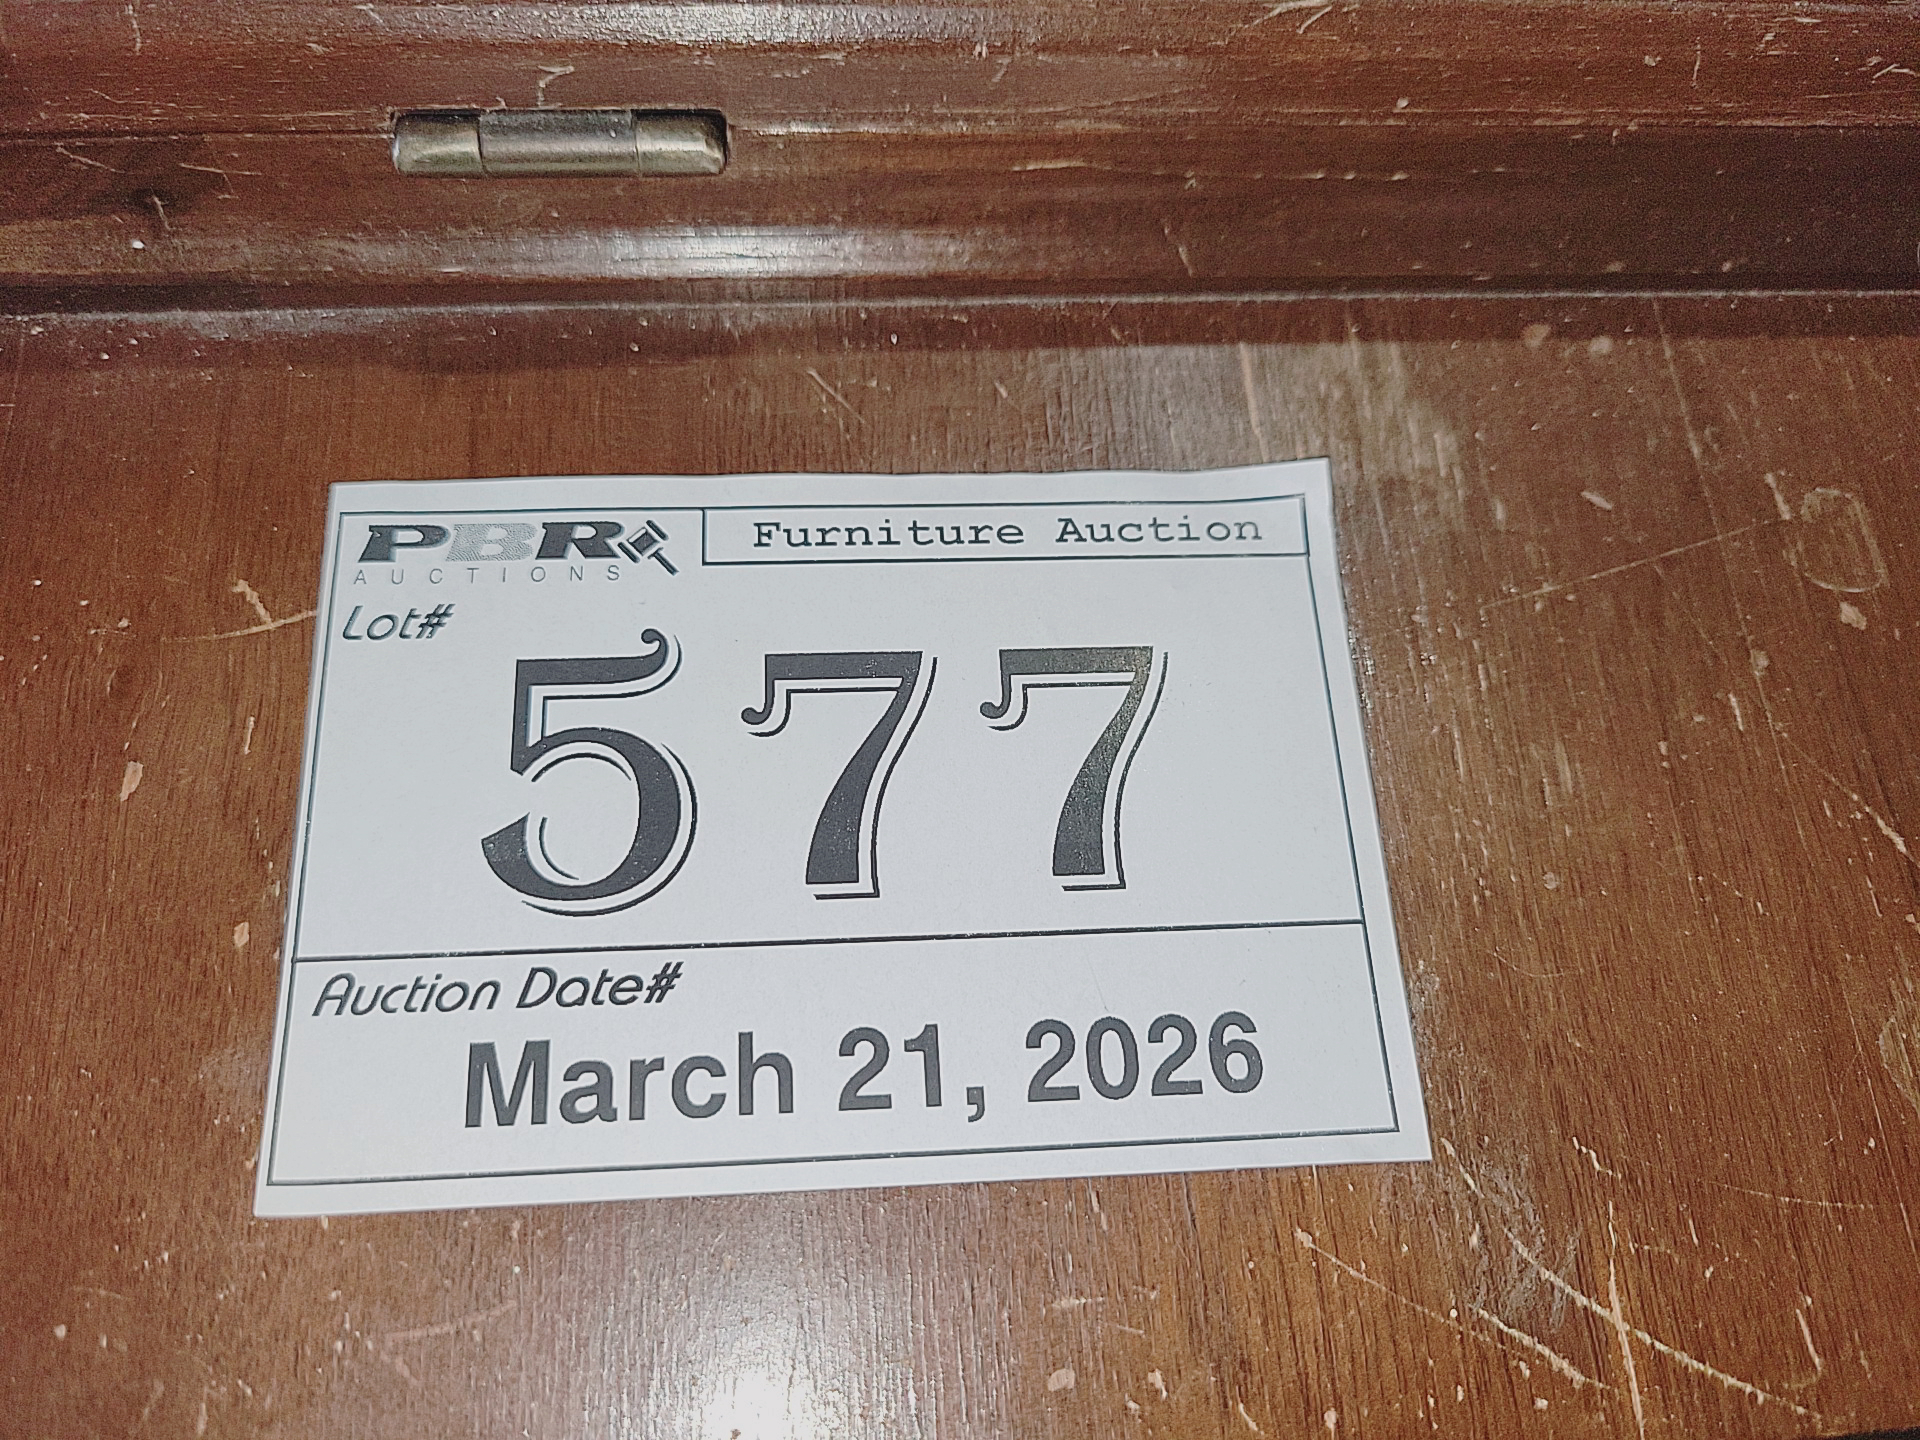 PBR
AUCTIONS
Furniture Auction
Lot#
577
Auction Date#
March 21, 2026